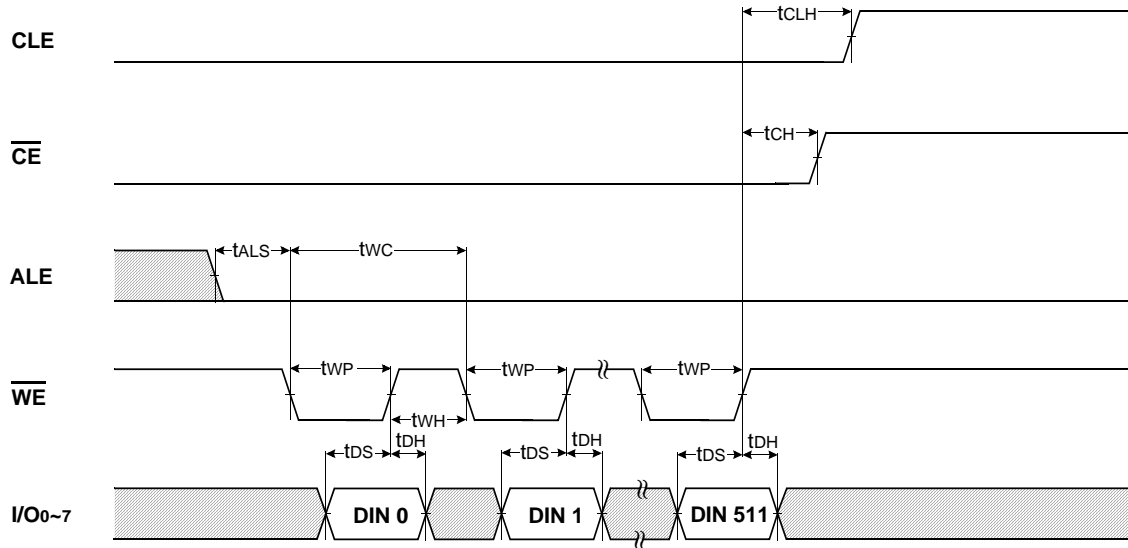 tCLH
CLE
tCH
CE
tALS
tWC
ALE
tWP
tWP
tWP
WE
tWH
tDS
tDH
tDS
tDH
tDS
tDH
I/O0~7
DIN 0
DIN 1
DIN 511